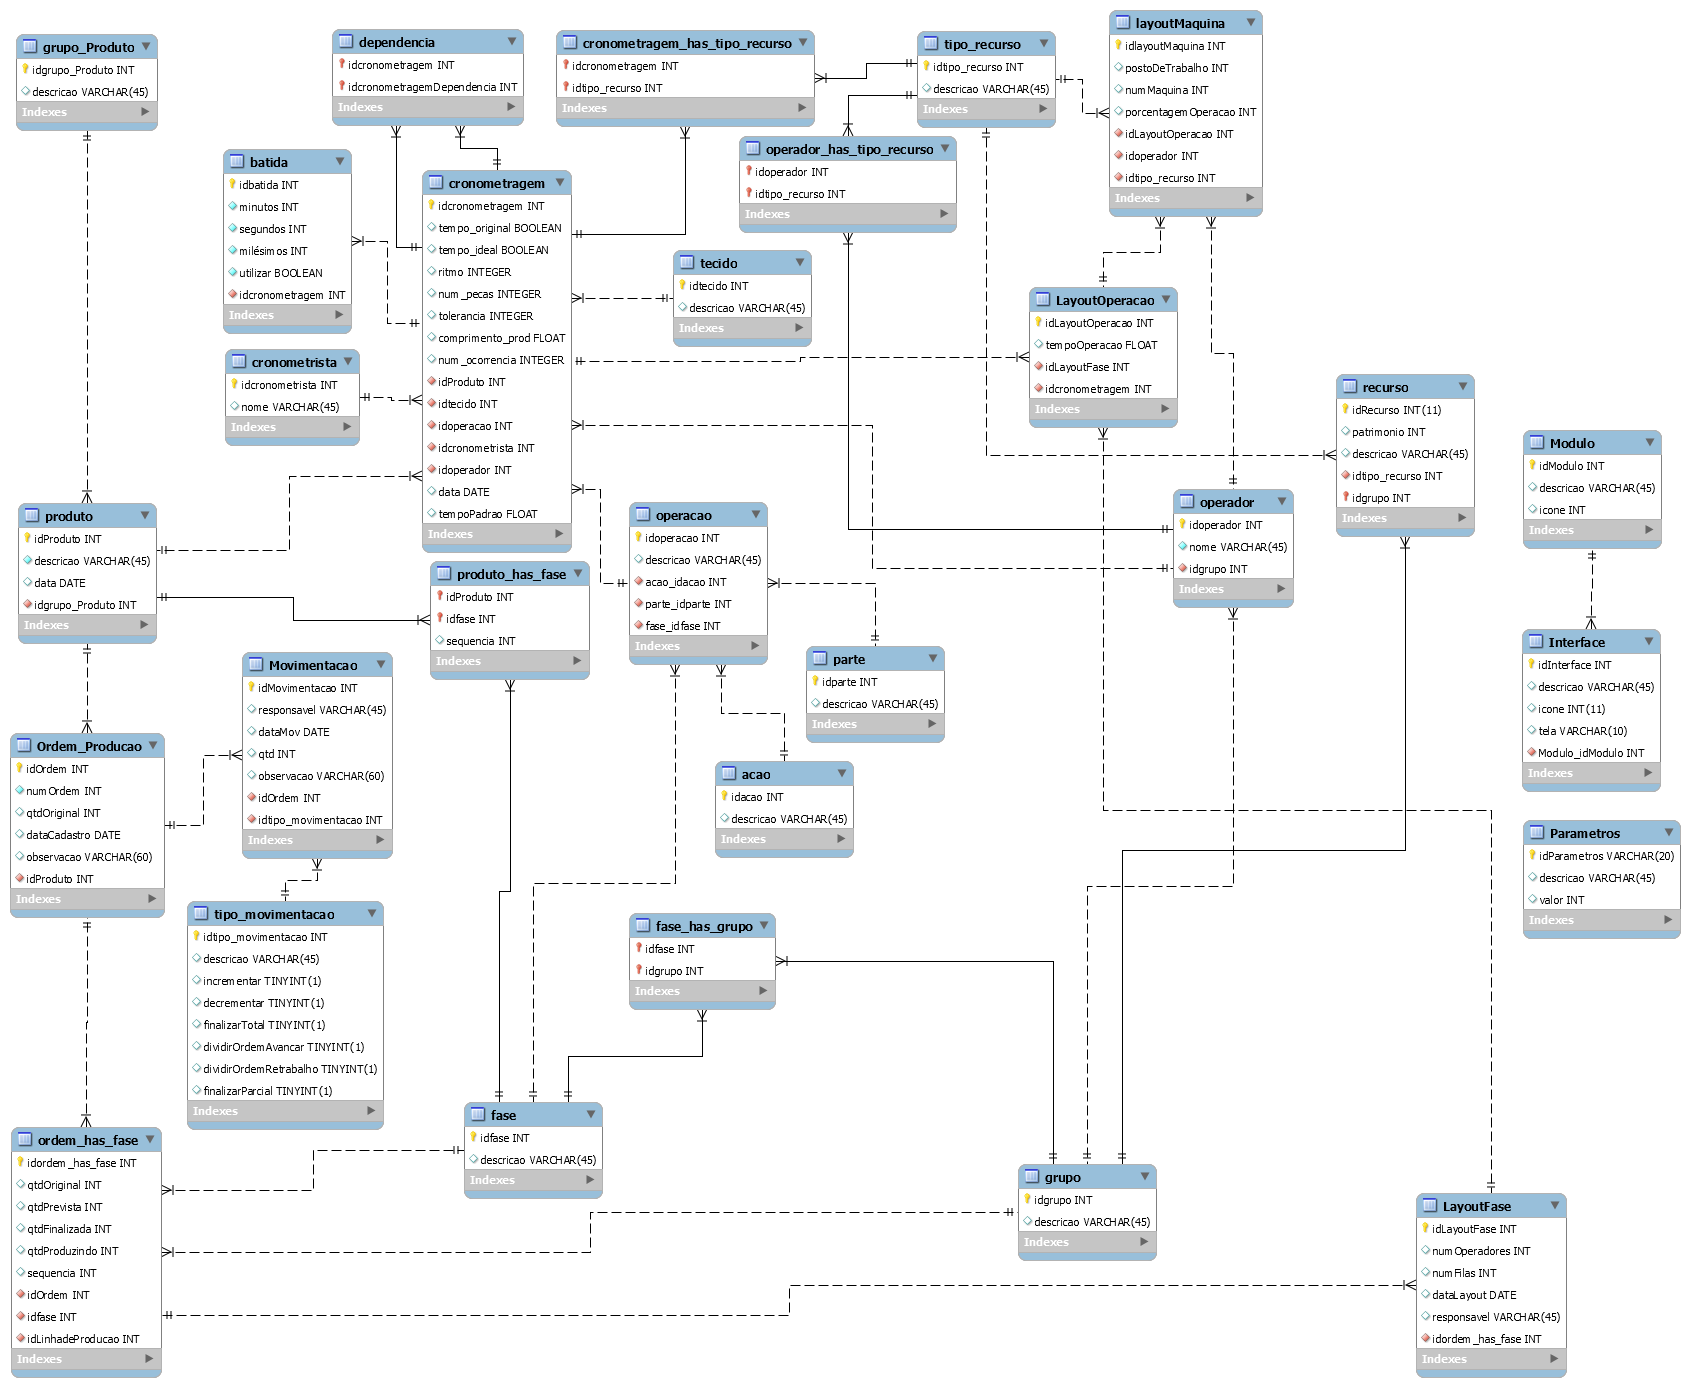 grupo_Produto
idgrupo_Produto INT
descricao VARCHAR(45)
Indexes
dependencia
idcronometragem INT
idcronometragemDependencia INT
Indexes
cronometragem_has_tipo_recurso
idcronometragem INT
idtipo_recurso INT
Indexes
tipo_recurso
idtipo_recurso INT
descricao VARCHAR(45)
Indexes
layoutMaquina
idlayoutMaquina INT
postoDeTrabalho INT
numMaquina INT
porcentagemOperacao INT
idLayoutOperacao INT
idoperador INT
idtipo_recurso INT
Indexes
batida
idbatida INT
minutos INT
segundos INT
milésimos INT
utilizar BOOLEAN
idcronometragem INT
Indexes
cronometragem
idcronometragem INT
tempo_original BOOLEAN
tempo_ideal BOOLEAN
ritmo INTEGER
num_pecas INTEGER
tolerancia INTEGER
comprimento_prod FLOAT
num_ocorrencia INTEGER
idProduto INT
idtecido INT
idoperacao INT
idcronometrista INT
idoperador INT
data DATE
tempoPadrao FLOAT
Indexes
operador_has_tipo_recurso
idoperador INT
idtipo_recurso INT
Indexes
tecido
idtecido INT
descricao VARCHAR(45)
Indexes
LayoutOperacao
idLayoutOperacao INT
tempoOperacao FLOAT
idLayoutFase INT
idcronometragem INT
Indexes
cronometrista
idcronometrista INT
nome VARCHAR(45)
Indexes
recurso
idRecurso INT(11)
patrimonio INT
descricao VARCHAR(45)
idtipo_recurso INT
idgrupo INT
Indexes
Modulo
idModulo INT
descricao VARCHAR(45)
icone INT
Indexes
produto
idProduto INT
descricao VARCHAR(45)
data DATE
idgrupo_Produto INT
Indexes
operacao
idoperacao INT
descricao VARCHAR(45)
acao_idacao INT
parte_idparte INT
fase_idfase INT
Indexes
operador
idoperador INT
nome VARCHAR(45)
idgrupo INT
Indexes
produto_has_fase
idProduto INT
idfase INT
sequencia INT
Indexes
Interface
idInterface INT
descricao VARCHAR(45)
icone INT(11)
tela VARCHAR(10)
Modulo_idModulo INT
Indexes
Movimentacao
idMovimentacao INT
responsavel VARCHAR(45)
dataMov DATE
qtd INT
observacao VARCHAR(60)
idOrdem INT
idtipo_movimentacao INT
Indexes
parte
idparte INT
descricao VARCHAR(45)
Indexes
Ordem_Producao
idOrdem INT
numOrdem INT
qtdOriginal INT
dataCadastro DATE
observacao VARCHAR(60)
idProduto INT
Indexes
acao
idacao INT
descricao VARCHAR(45)
Indexes
Parametros
idParametros VARCHAR(20)
descricao VARCHAR(45)
valor INT
Indexes
tipo_movimentacao
idtipo_movimentacao INT
descricao VARCHAR(45)
incrementar TINYINT(1)
decrementar TINYINT(1)
finalizarTotal TINYINT(1)
dividirOrdemAvancar TINYINT(1)
dividirOrdemRetrabalho TINYINT(1)
finalizarParcial TINYINT(1)
Indexes
fase_has_grupo
idfase INT
idgrupo INT
Indexes
fase
idfase INT
descricao VARCHAR(45)
Indexes
ordem_has_fase
idordem_has_fase INT
qtdOriginal INT
qtdPrevista INT
qtdFinalizada INT
qtdProduzindo INT
sequencia INT
idOrdem INT
idfase INT
idLinhadeProducao INT
Indexes
grupo
idgrupo INT
descricao VARCHAR(45)
Indexes
LayoutFase
idLayoutFase INT
numOperadores INT
numFilas INT
dataLayout DATE
responsavel VARCHAR(45)
idordem_has_fase INT
Indexes